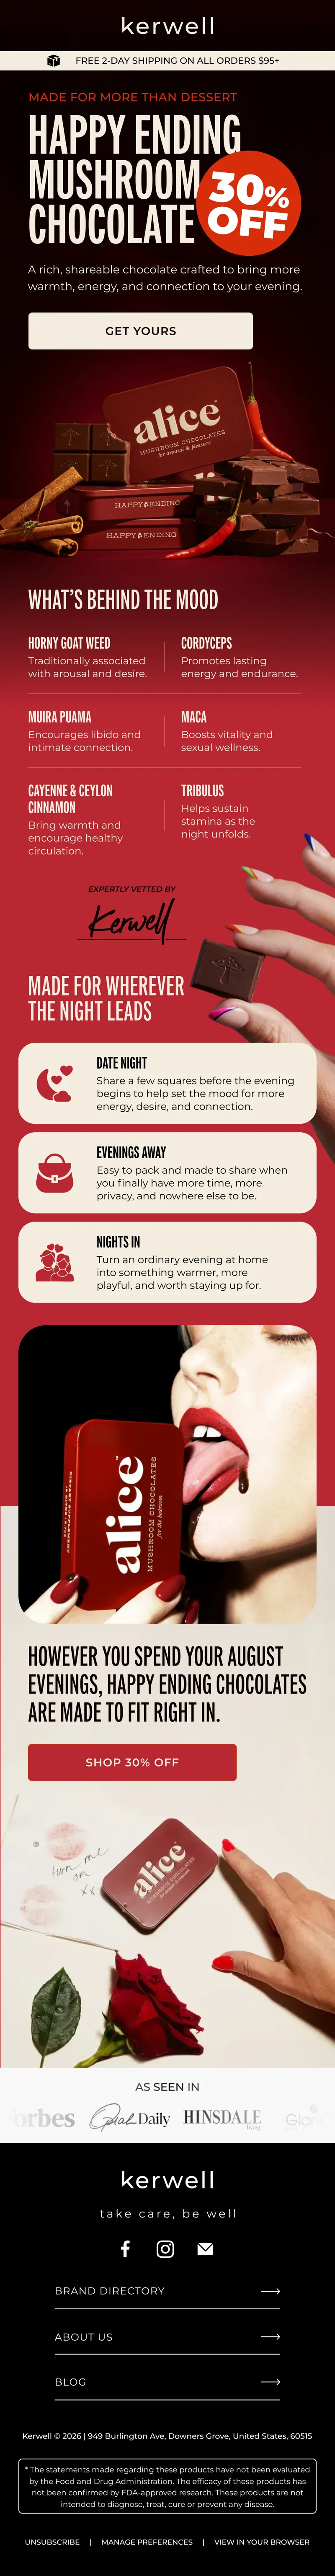 kerwell
FREE 2-DAY SHIPPING ON ALL ORDERS $95+
MADE FOR MORE THAN DESSERT
HAPPY ENDING
MUSHROOM
CHOCOLATE
30%
OFF
A rich, shareable chocolate crafted to bring more
warmth, energy, and connection to your evening.
GET YOURS
alice™
MUSHROOM CHOCOLATES
for arousal & pleasure
HAPPY ENDING
HAPPY ENDING
WHAT'S BEHIND THE MOOD
HORNY GOAT WEED
Traditionally associated
with arousal and desire.
CORDYCEPS
Promotes lasting
energy and endurance.
MUIRA PUAMA
Encourages libido and
intimate connection.
MACA
Boosts vitality and
sexual wellness.
CAYENNE & CEYLON
CINNAMON
Bring warmth and
encourage healthy
circulation.
TRIBULUS
Helps sustain
stamina as the
night unfolds.
EXPERTLY VETTED BY
Kerwell
MADE FOR WHEREVER
THE NIGHT LEADS
DATE NIGHT
Share a few squares before the evening
begins to help set the mood for more
energy, desire, and connection.
EVENINGS AWAY
Easy to pack and made to share when
you finally have more time, more
privacy, and nowhere else to be.
NIGHTS IN
Turn an ordinary evening at home
into something warmer, more
playful, and worth staying up for.
alice™
MUSHROOM CHOCOLATES
for the bedroom
HOWEVER YOU SPEND YOUR AUGUST
EVENINGS, HAPPY ENDING CHOCOLATES
ARE MADE TO FIT RIGHT IN.
SHOP 30% OFF
turn me
on
xx
alice™
MUSHROOM CHOCOLATES
for arousal & pleasure
AS SEEN IN
orbes
Oprah Daily
HINSDALE
living
Glan
kerwell
take care, be well
BRAND DIRECTORY
ABOUT US
BLOG
Kerwell © 2026 | 949 Burlington Ave, Downers Grove, United States, 60515
* The statements made regarding these products have not been evaluated
by the Food and Drug Administration. The efficacy of these products has
not been confirmed by FDA-approved research. These products are not
intended to diagnose, treat, cure or prevent any disease.
UNSUBSCRIBE | MANAGE PREFERENCES | VIEW IN YOUR BROWSER